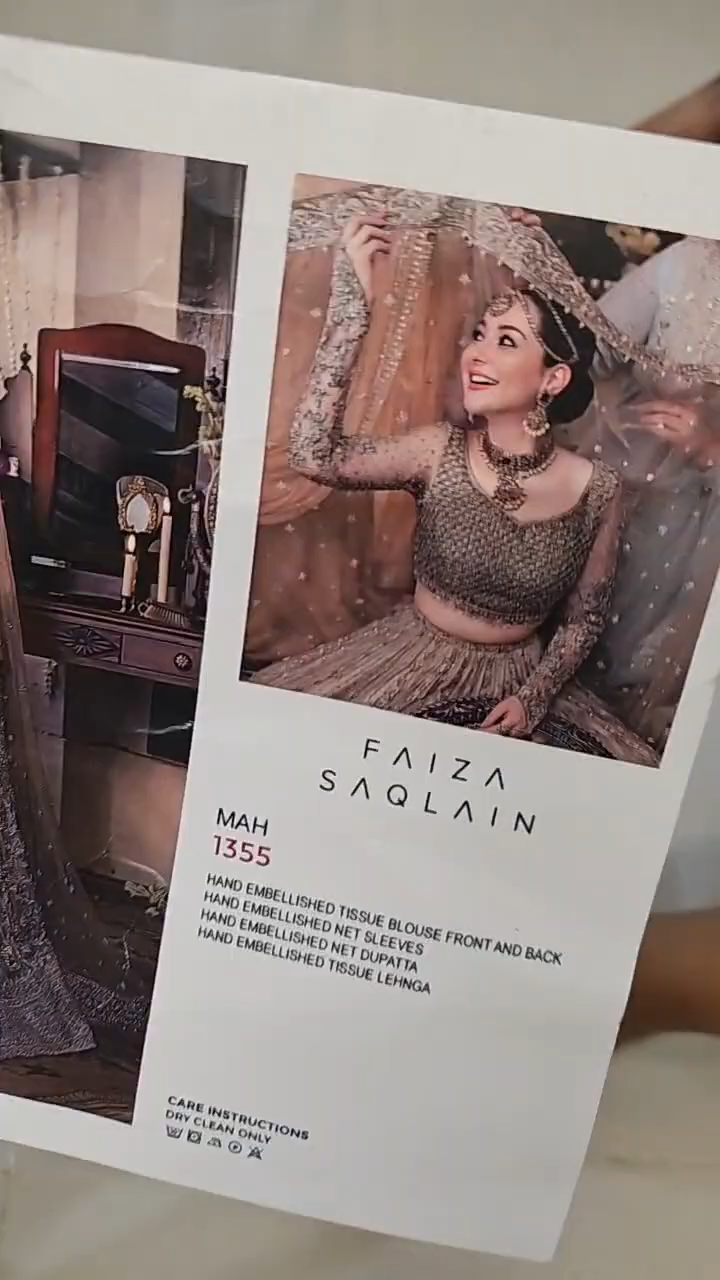 FAIZA
SAQLAIN
MAH
1355
HAND EMBELLISHED TISSUE BLOUSE FRONT AND BACK
HAND EMBELLISHED NET SLEEVES
HAND EMBELLISHED NET DUPATTA
HAND EMBELLISHED TISSUE LEHNGA
CARE INSTRUCTIONS
DRY CLEAN ONLY